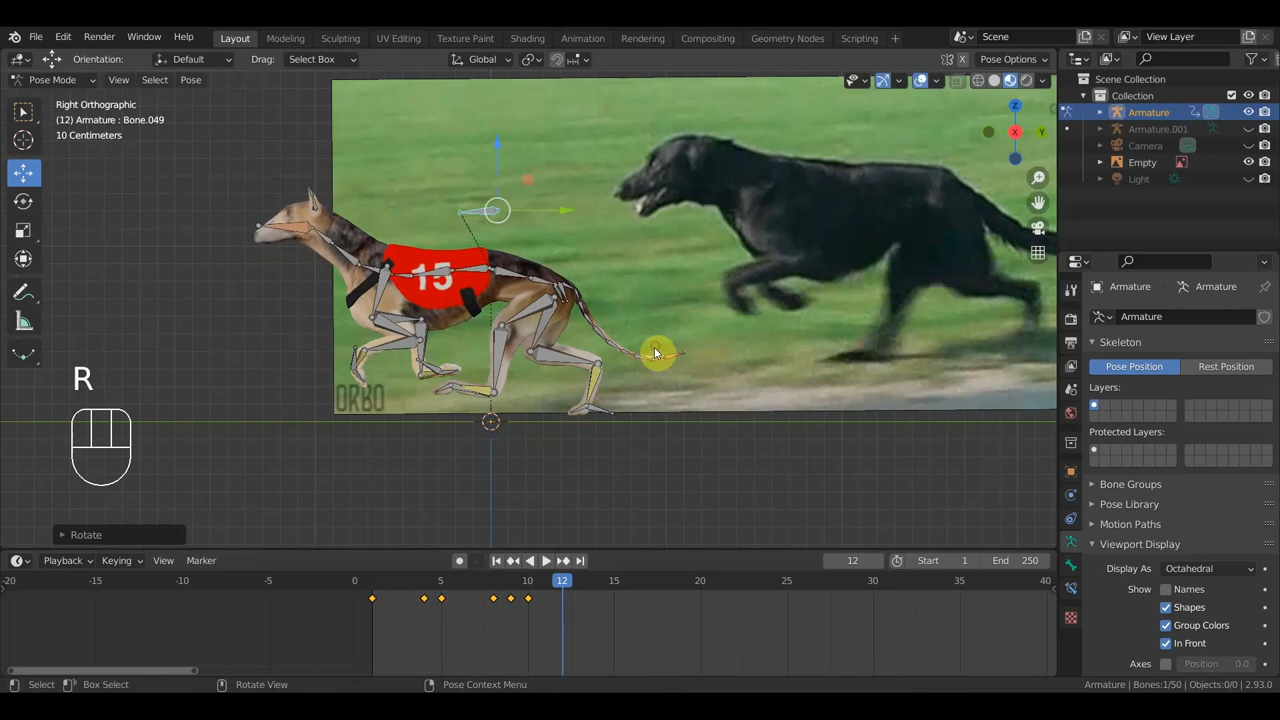 File Edit Render Window Help Layout Modeling Sculpting UV Editing Texture Paint Shading Animation Rendering Compositing Geometry Nodes Scripting + Scene View Layer
Orientation: Default Drag: Select Box Global Pose Options
Pose Mode View Select Pose
Right Orthographic
(12) Armature : Bone.049
10 Centimeters
Z
X
Y
15
ORBO
R
Rotate
Scene Collection
Collection
Armature
Armature.001
Camera
Empty
Light
Armature Armature
Armature
Skeleton
Pose Position Rest Position
Layers:
Protected Layers:
Bone Groups
Pose Library
Motion Paths
Viewport Display
Display As Octahedral
Show Names
Shapes
Group Colors
In Front
Axes Position 0.0
Playback Keying View Marker 12 Start 1 End 250
-20 -15 -10 -5 0 5 10 12 15 20 25 30 35 40
Select Box Select Rotate View Pose Context Menu Armature | Bones:1/50 | Objects:0/0 | 2.93.0